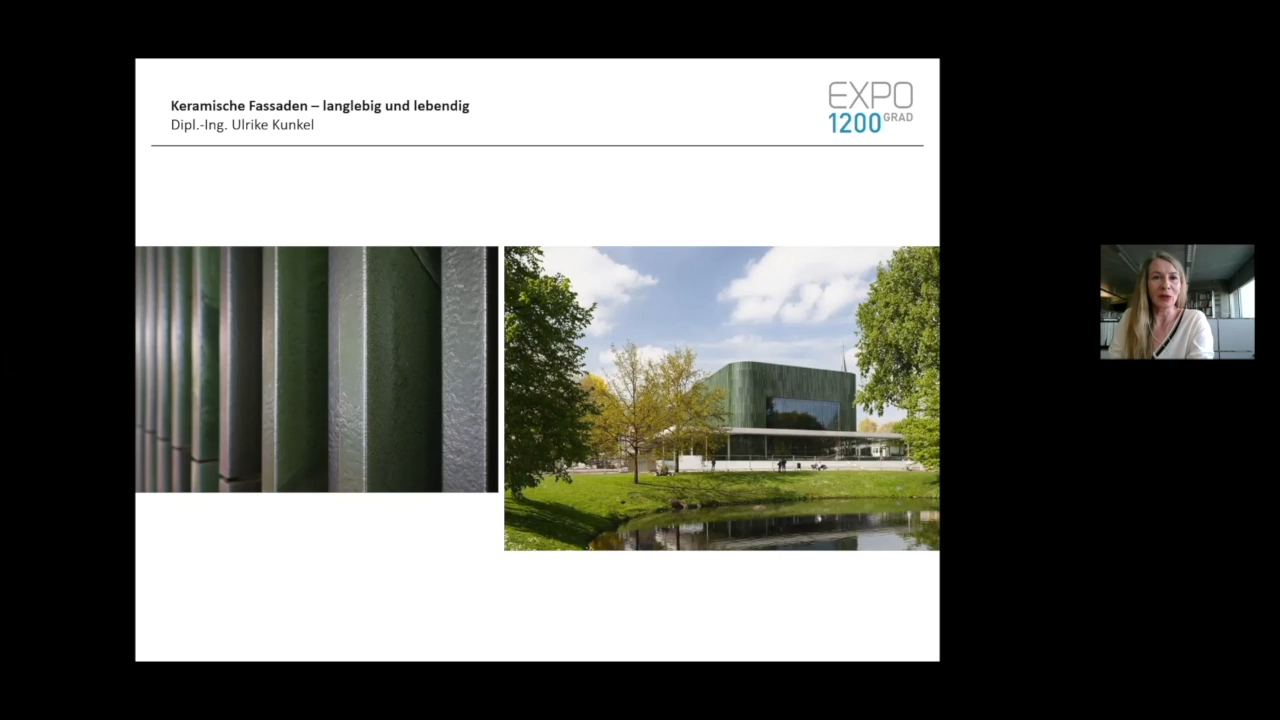 Keramische Fassaden – langlebig und lebendig
Dipl.-Ing. Ulrike Kunkel
EXPO
1200 GRAD